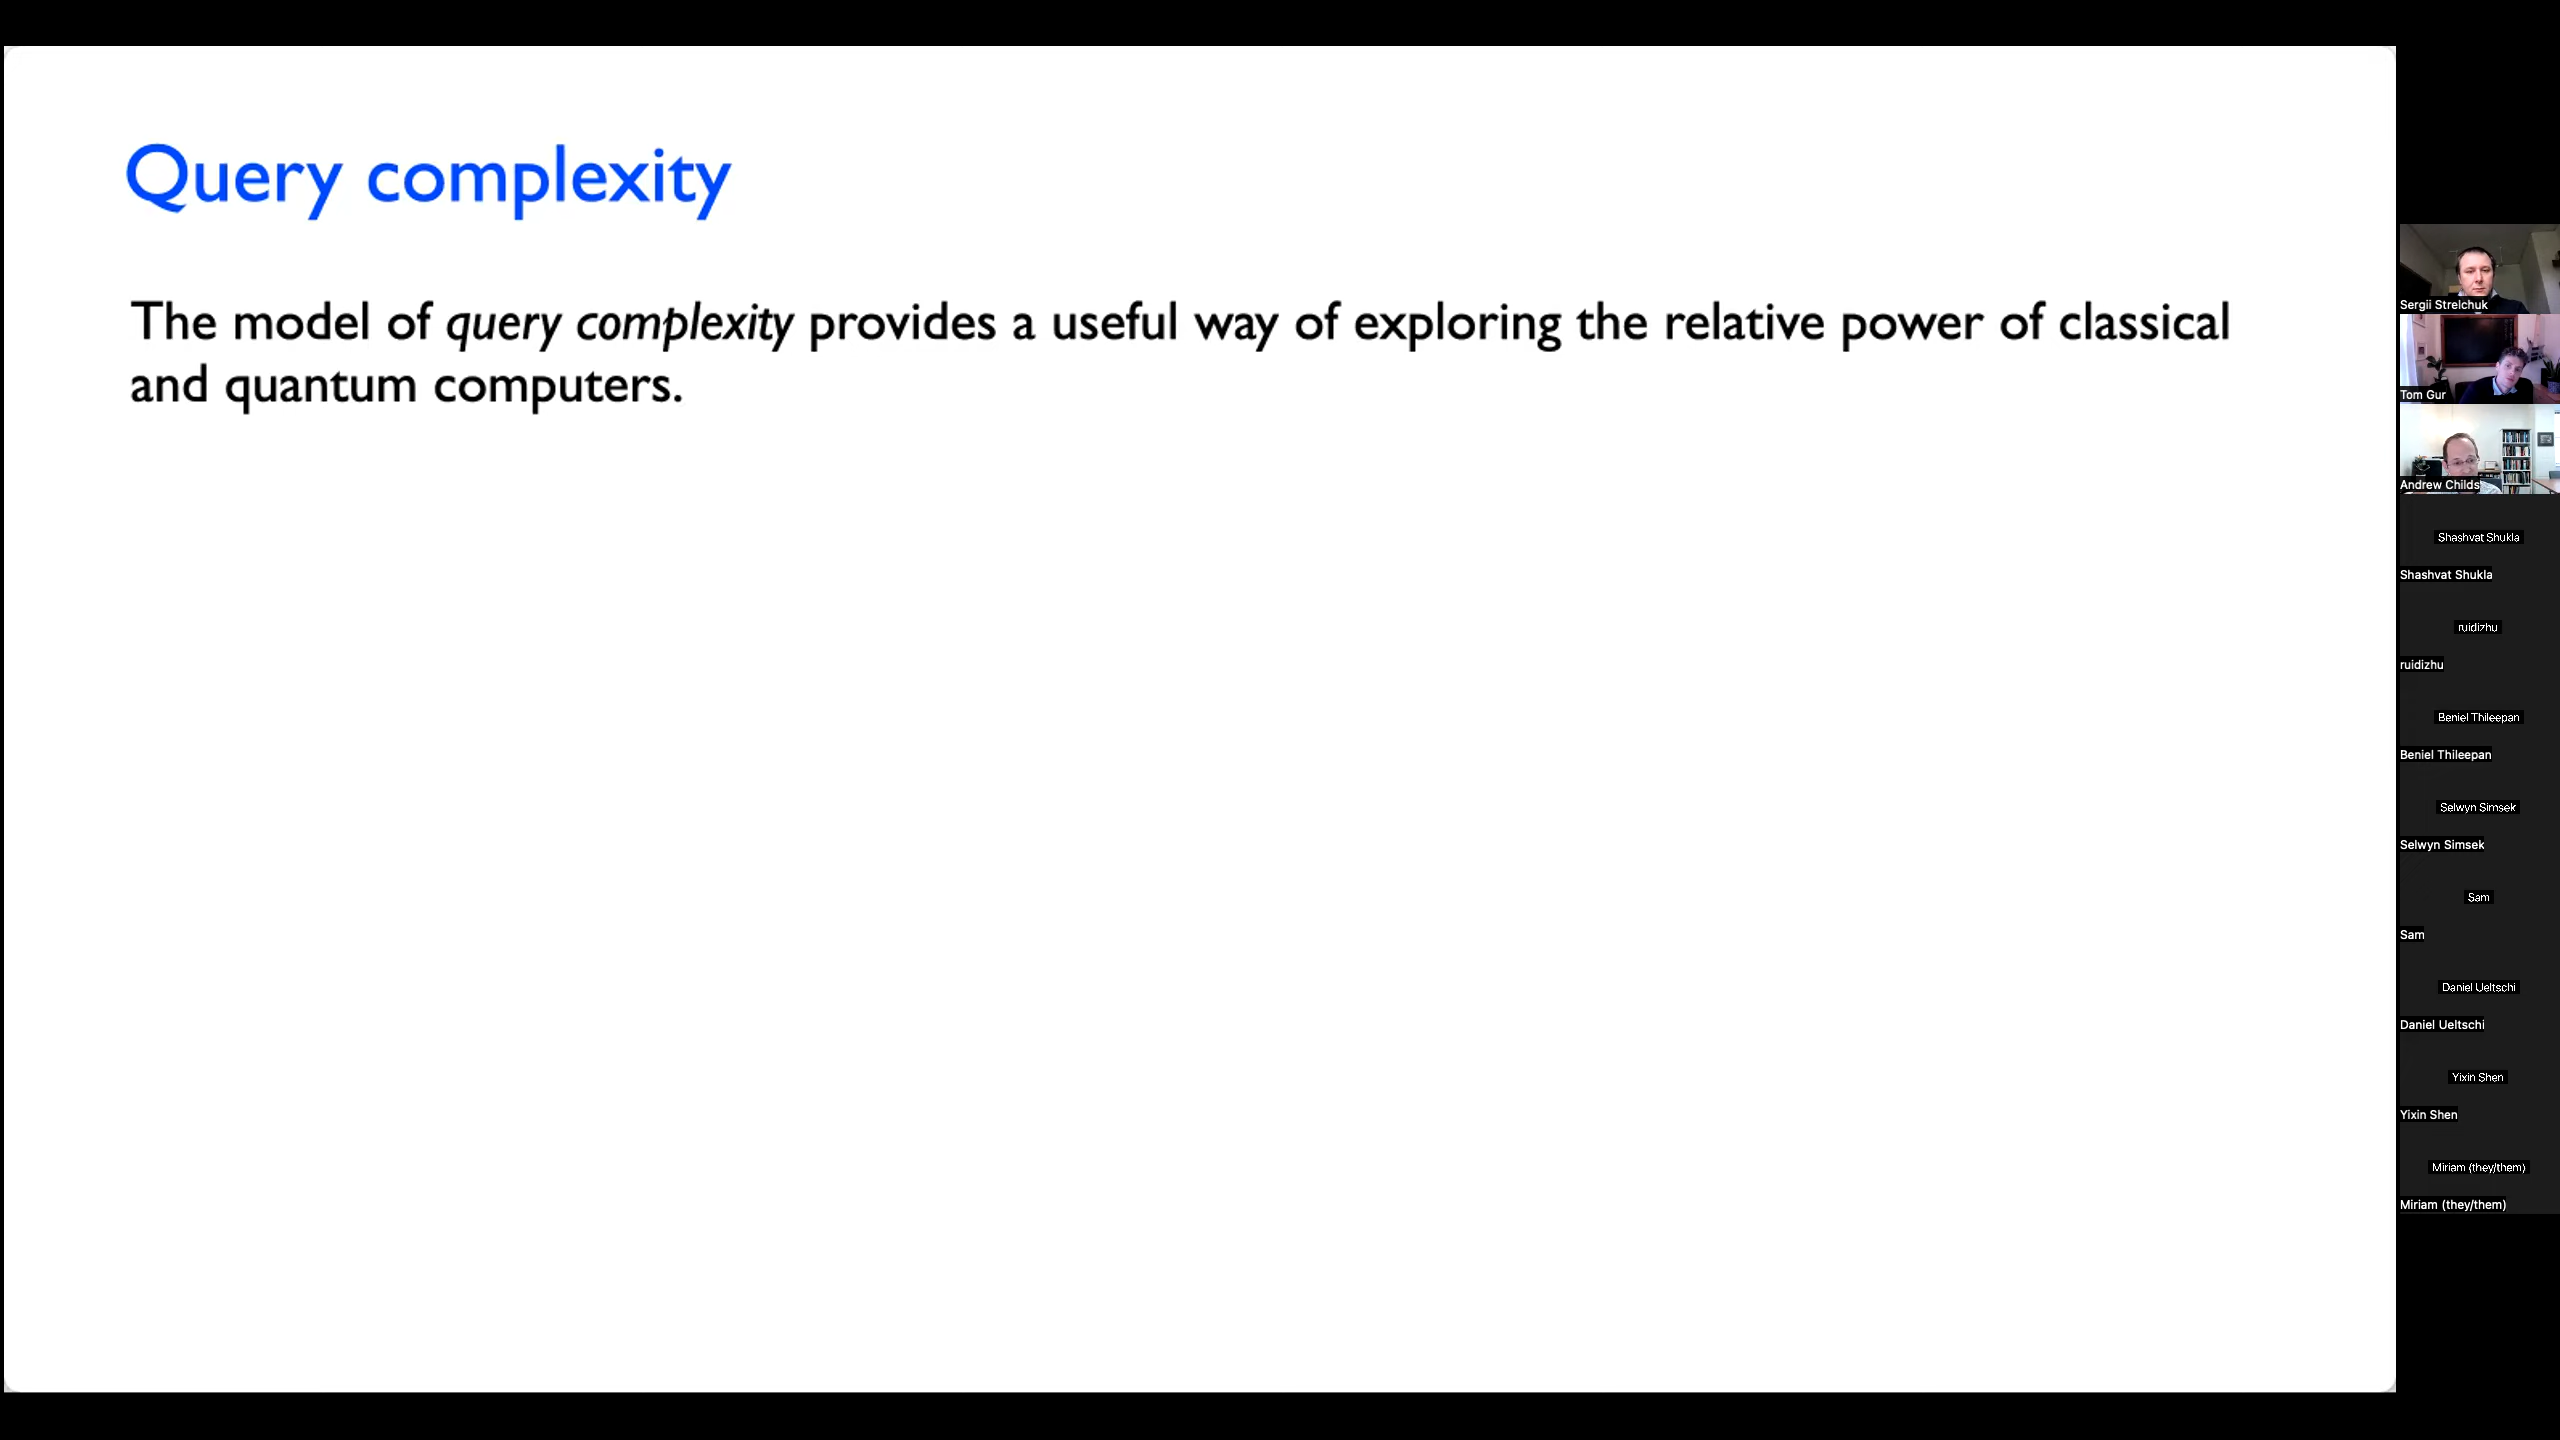 Query complexity
The model of query complexity provides a useful way of exploring the relative power of classical
and quantum computers.
Sergii Strelchuk
Tom Gur
Andrew Childs
Shashvat Shukla
Shashvat Shukla
ruidizhu
ruidizhu
Beniel Thileepan
Beniel Thileepan
Selwyn Simsek
Selwyn Simsek
Sam
Sam
Daniel Ueltschi
Daniel Ueltschi
Yixin Shen
Yixin Shen
Miriam (they/them)
Miriam (they/them)